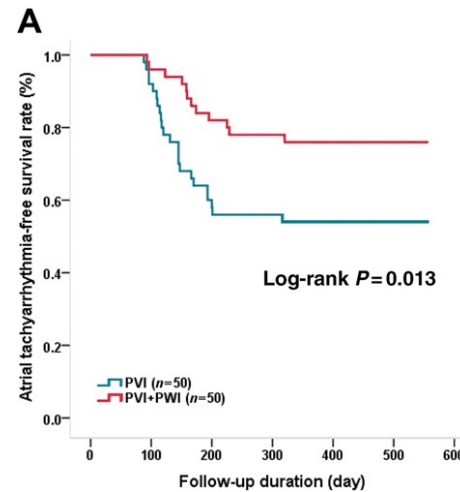 A
Atrial tachyarrhythmia-free survival rate (%)
1.0
0.8
0.6
0.4
0.2
0.0
Log-rank P=0.013
PVI (n=50)
PVI+PWI (n=50)
0 100 200 300 400 500 600
Follow-up duration (day)